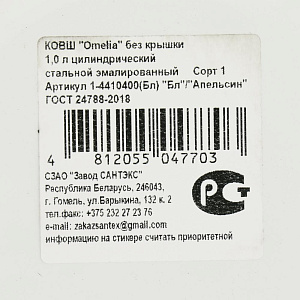 КОВШ "Omelia" без крышки
1,0 л цилиндрический
стальной эмалированный Сорт 1
Артикул 1-4410400(Бл) "Бл"/"Апельсин"
ГОСТ 24788-2018
4 812055 047703
СЗАО "Завод САНТЭКС"
Республика Беларусь, 246043,
г. Гомель, ул.Барыкина, 132 к. 2
тел.факс: +375 232 27 23 76
e-mail: zakazsantex@gmail.com
информацию на стикере считать приоритетной
РСТ